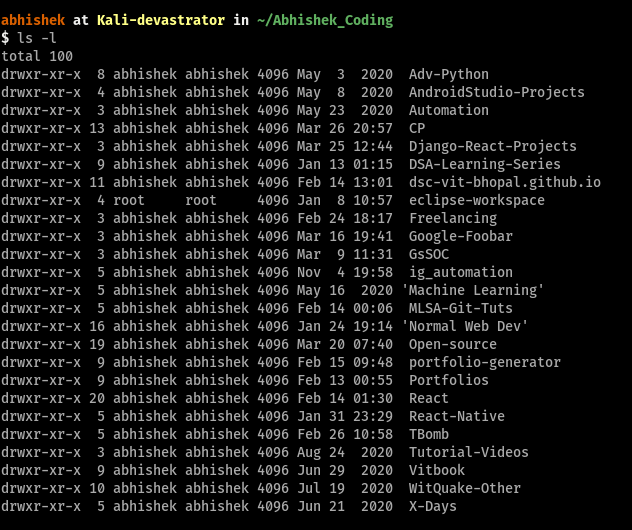 abhishek at Kali-devastrator in ~/Abhishek_Coding
$ ls -l
total 100
drwxr-xr-x  8 abhishek abhishek 4096 May  3  2020  Adv-Python
drwxr-xr-x  4 abhishek abhishek 4096 May  8  2020  AndroidStudio-Projects
drwxr-xr-x  3 abhishek abhishek 4096 May 23  2020  Automation
drwxr-xr-x 13 abhishek abhishek 4096 Mar 26 20:57  CP
drwxr-xr-x  3 abhishek abhishek 4096 Mar 25 12:44  Django-React-Projects
drwxr-xr-x  9 abhishek abhishek 4096 Jan 13 01:15  DSA-Learning-Series
drwxr-xr-x 11 abhishek abhishek 4096 Feb 14 13:01  dsc-vit-bhopal.github.io
drwxr-xr-x  4 root     root     4096 Jan  8 10:57  eclipse-workspace
drwxr-xr-x  3 abhishek abhishek 4096 Feb 24 18:17  Freelancing
drwxr-xr-x  3 abhishek abhishek 4096 Mar 16 19:41  Google-Foobar
drwxr-xr-x  3 abhishek abhishek 4096 Mar  9 11:31  GsSOC
drwxr-xr-x  5 abhishek abhishek 4096 Nov  4 19:58  ig_automation
drwxr-xr-x  5 abhishek abhishek 4096 May 16  2020 'Machine Learning'
drwxr-xr-x  5 abhishek abhishek 4096 Feb 14 00:06  MLSA-Git-Tuts
drwxr-xr-x 16 abhishek abhishek 4096 Jan 24 19:14 'Normal Web Dev'
drwxr-xr-x 19 abhishek abhishek 4096 Mar 20 07:40  Open-source
drwxr-xr-x  9 abhishek abhishek 4096 Feb 15 09:48  portfolio-generator
drwxr-xr-x  9 abhishek abhishek 4096 Feb 13 00:55  Portfolios
drwxr-xr-x 20 abhishek abhishek 4096 Feb 14 01:30  React
drwxr-xr-x  5 abhishek abhishek 4096 Jan 31 23:29  React-Native
drwxr-xr-x  5 abhishek abhishek 4096 Feb 26 10:58  TBomb
drwxr-xr-x  3 abhishek abhishek 4096 Aug 24  2020  Tutorial-Videos
drwxr-xr-x  9 abhishek abhishek 4096 Jun 29  2020  Vitbook
drwxr-xr-x 10 abhishek abhishek 4096 Jul 19  2020  WitQuake-Other
drwxr-xr-x  5 abhishek abhishek 4096 Jun 21  2020  X-Days